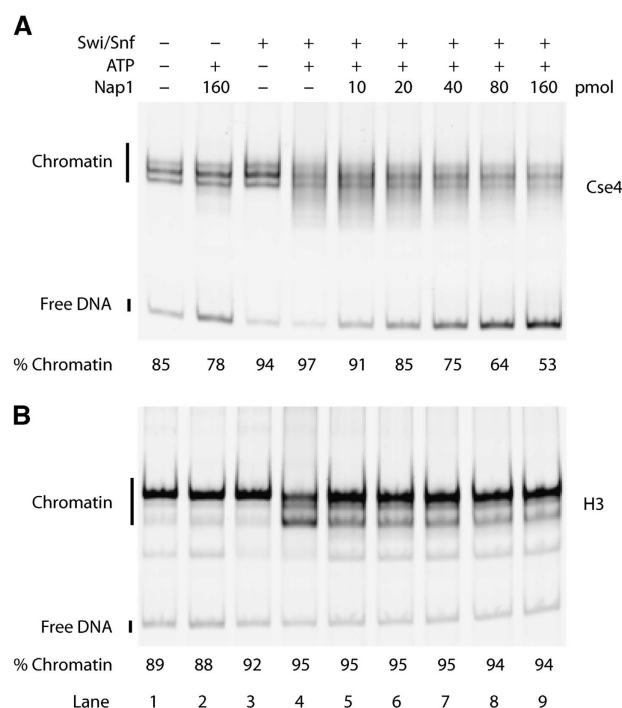 A
Swi/Snf – – + + + + + + +
ATP – + – + + + + + +
Nap1 – 160 – – 10 20 40 80 160 pmol
Chromatin
Cse4
Free DNA
% Chromatin 85 78 94 97 91 85 75 64 53
B
Chromatin
H3
Free DNA
% Chromatin 89 88 92 95 95 95 95 94 94
Lane 1 2 3 4 5 6 7 8 9